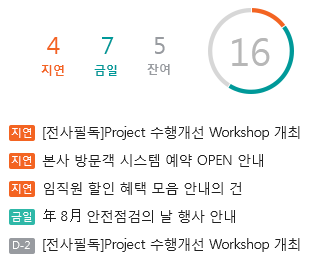 4 7 5 16
지연 금일 잔여
지연 [전사필독]Project 수행개선 Workshop 개최
지연 본사 방문객 시스템 예약 OPEN 안내
지연 임직원 할인 혜택 모음 안내의 건
금일 年 8月 안전점검의 날 행사 안내
D-2 [전사필독]Project 수행개선 Workshop 개최